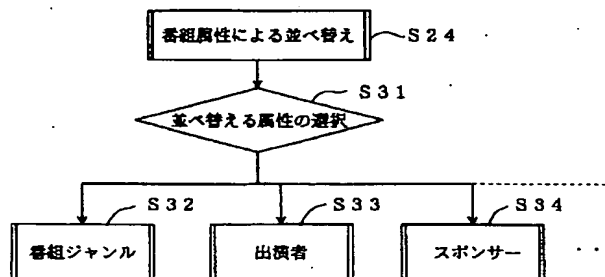 番組属性による並べ替え
S24
S31
並べ替える属性の選択
S32
S33
S34
番組ジャンル
出演者
スポンサー